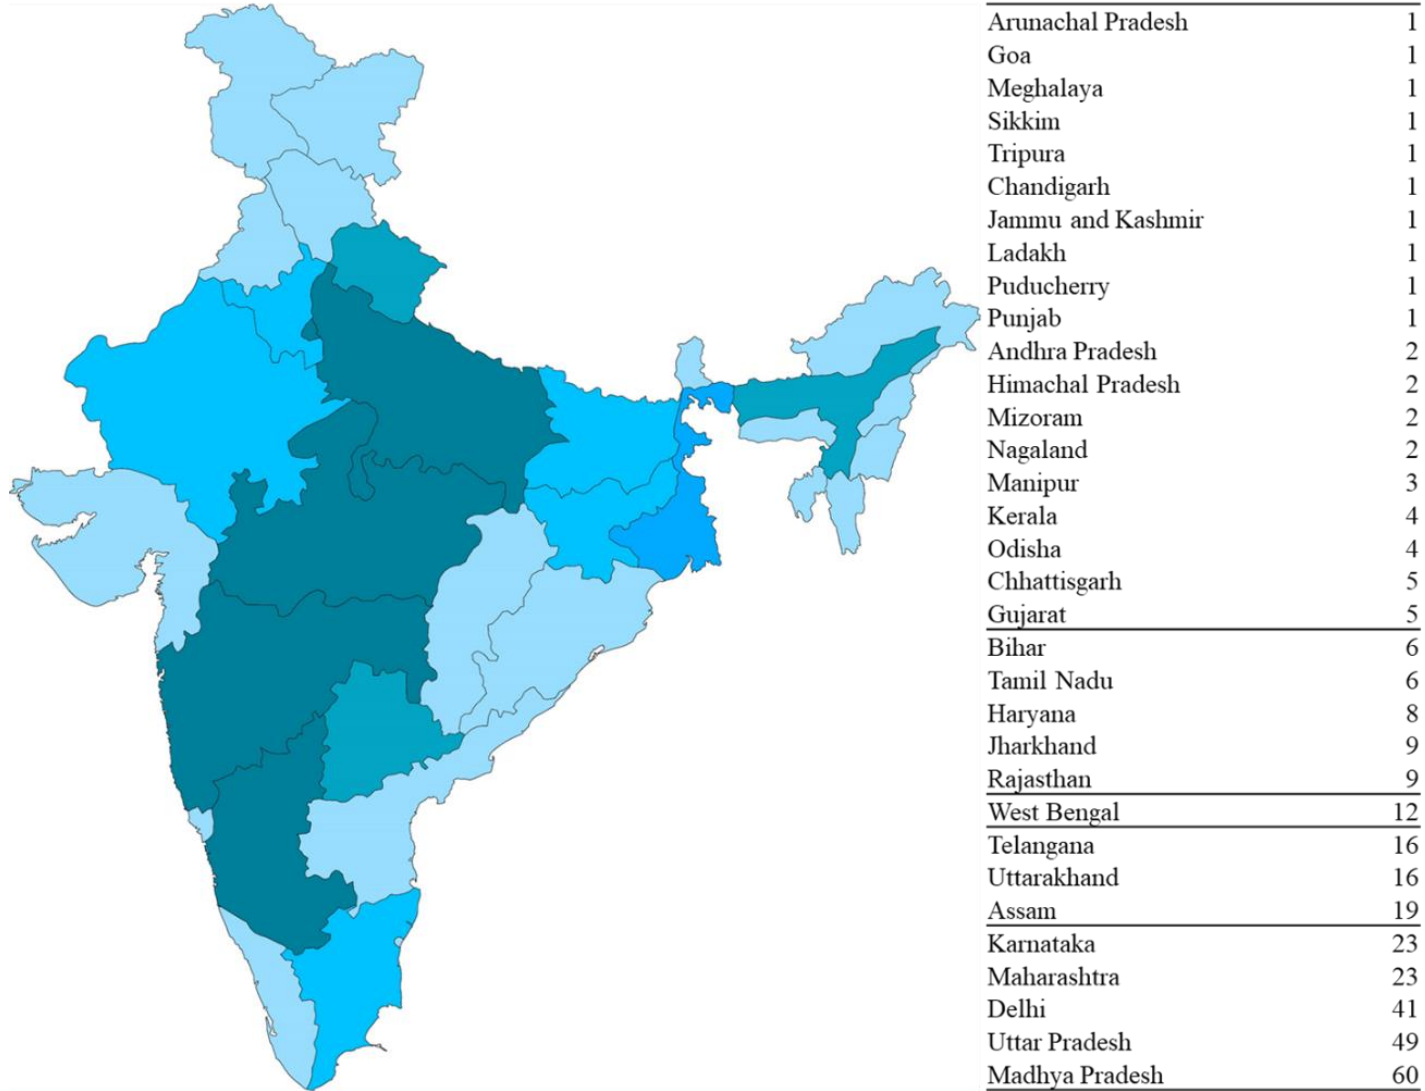 Arunachal Pradesh 1
Goa 1
Meghalaya 1
Sikkim 1
Tripura 1
Chandigarh 1
Jammu and Kashmir 1
Ladakh 1
Puducherry 1
Punjab 1
Andhra Pradesh 2
Himachal Pradesh 2
Mizoram 2
Nagaland 2
Manipur 3
Kerala 4
Odisha 4
Chhattisgarh 5
Gujarat 5
Bihar 6
Tamil Nadu 6
Haryana 8
Jharkhand 9
Rajasthan 9
West Bengal 12
Telangana 16
Uttarakhand 16
Assam 19
Karnataka 23
Maharashtra 23
Delhi 41
Uttar Pradesh 49
Madhya Pradesh 60